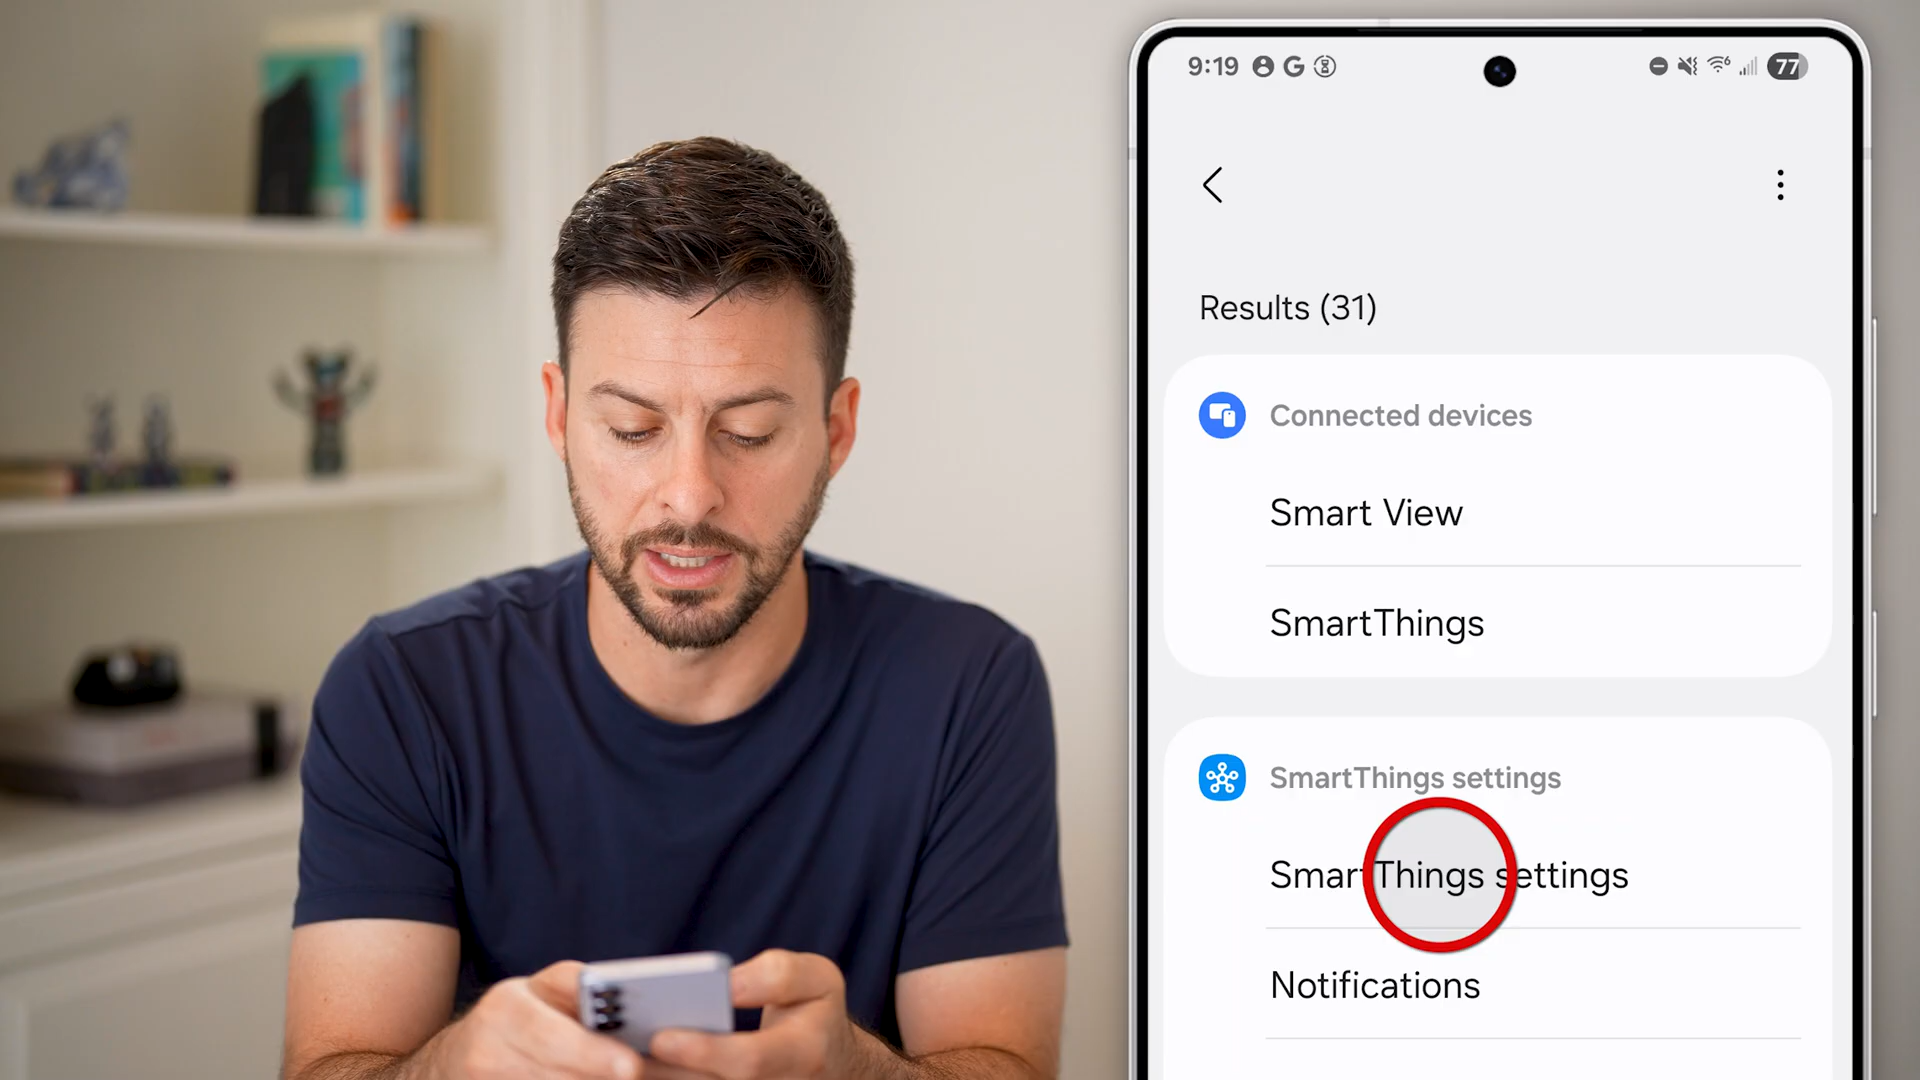 9:19
77
Results (31)
Connected devices
Smart View
SmartThings
SmartThings settings
SmartThings settings
Notifications